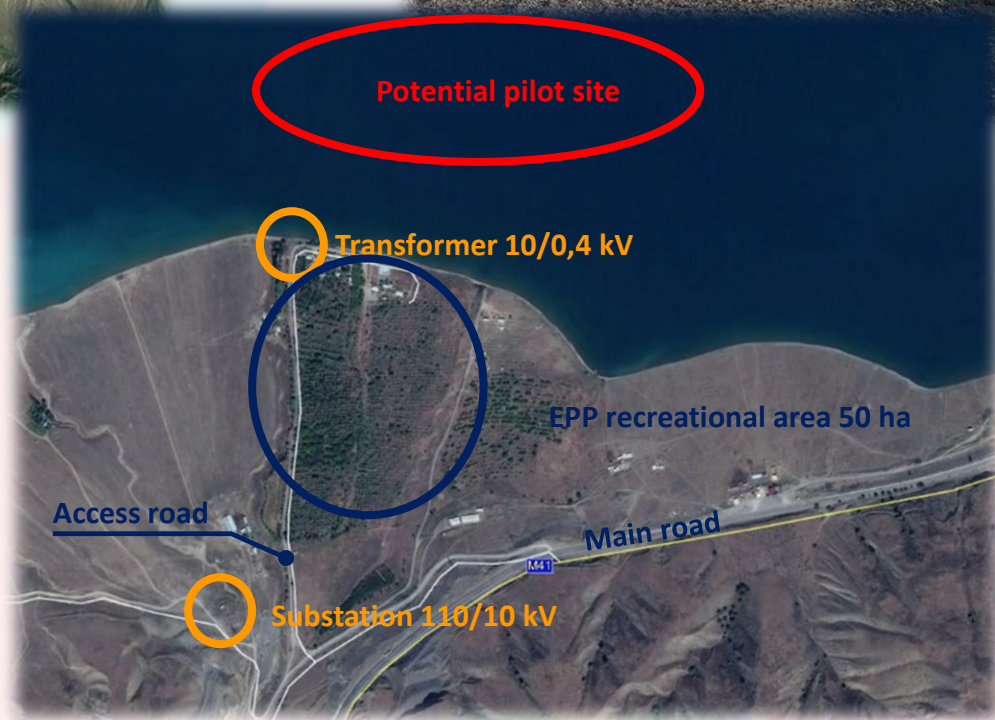 Potential pilot site
Transformer 10/0,4 kV
EPP recreational area 50 ha
Access road
Main road
M41
Substation 110/10 kV